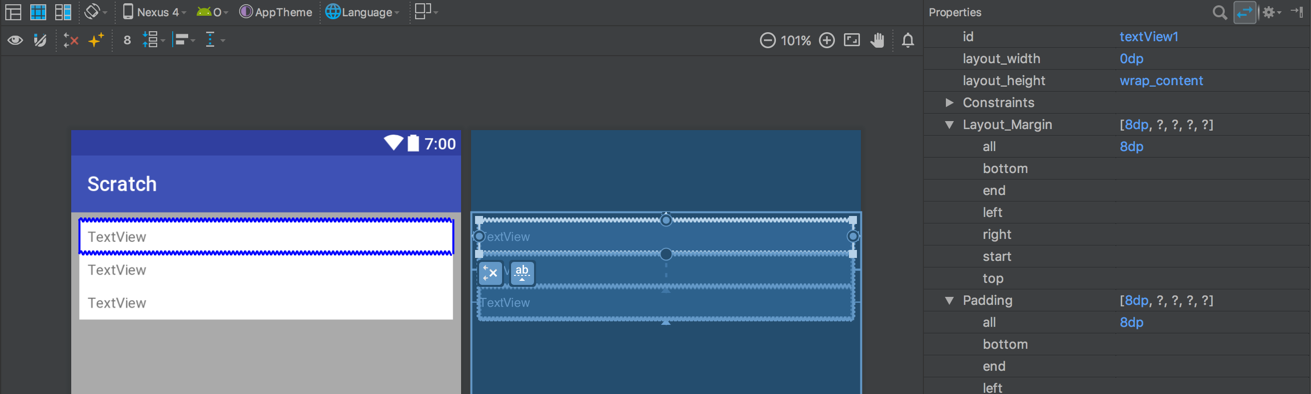 Nexus 4 O AppTheme Language
Properties
8
101%
id textView1
layout_width 0dp
layout_height wrap_content
Constraints
Layout_Margin [8dp, ?, ?, ?, ?]
all 8dp
bottom
end
left
right
start
top
Padding [8dp, ?, ?, ?, ?]
all 8dp
bottom
end
left
7:00
Scratch
TextView
TextView
TextView
TextView
ab
TextView